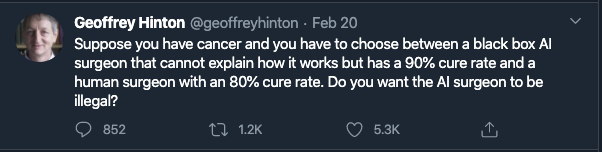 Geoffrey Hinton @geoffreyhinton · Feb 20
Suppose you have cancer and you have to choose between a black box AI
surgeon that cannot explain how it works but has a 90% cure rate and a
human surgeon with an 80% cure rate. Do you want the AI surgeon to be
illegal?
852 1.2K 5.3K